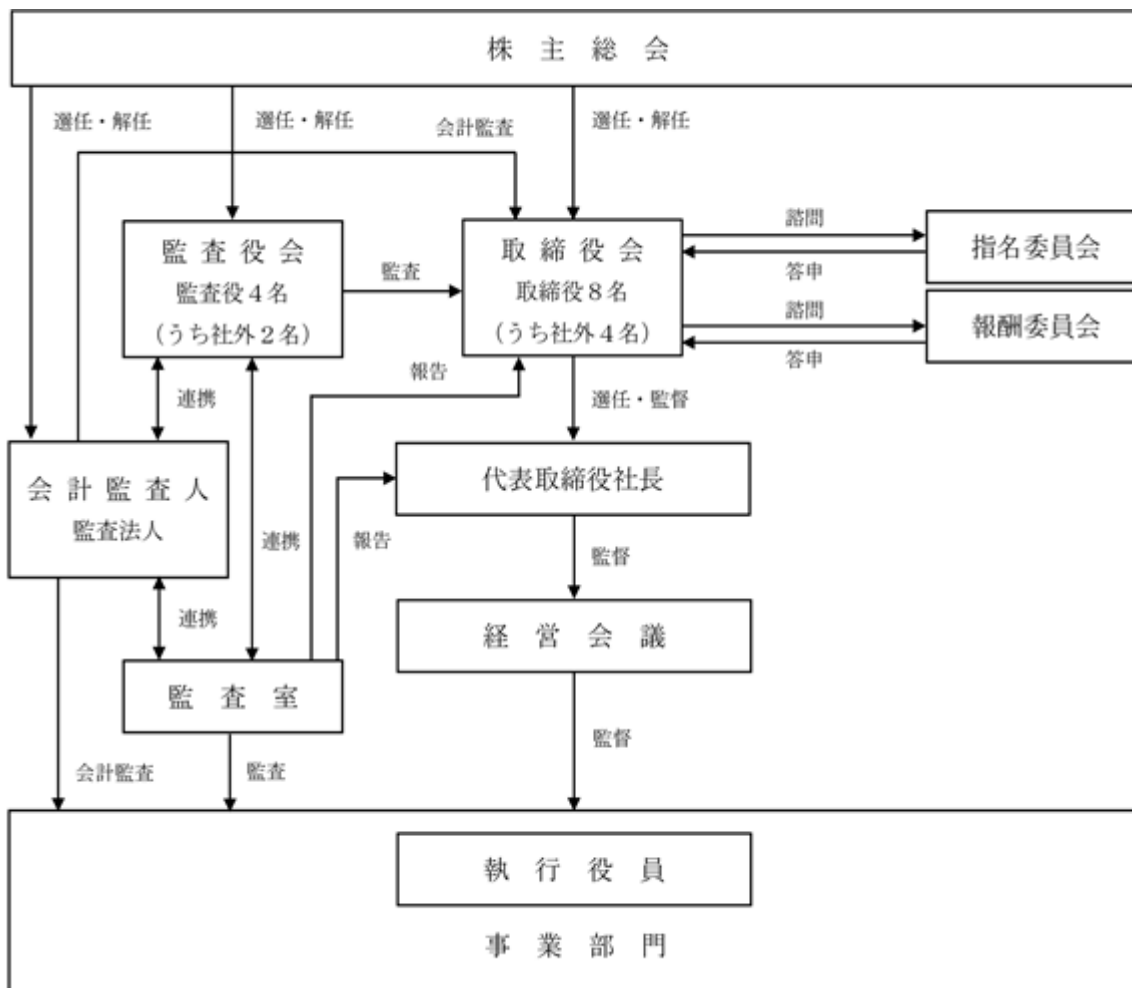 株主総会
選任・解任
選任・解任
会計監査
選任・解任
監査役会
監査役4名
（うち社外2名）
監査
取締役会
取締役8名
（うち社外4名）
諮問
答申
指名委員会
諮問
答申
報酬委員会
連携
報告
選任・監督
会計監査人
監査法人
代表取締役社長
連携
報告
監督
連携
経営会議
監査室
監督
会計監査
監査
執行役員
事業部門